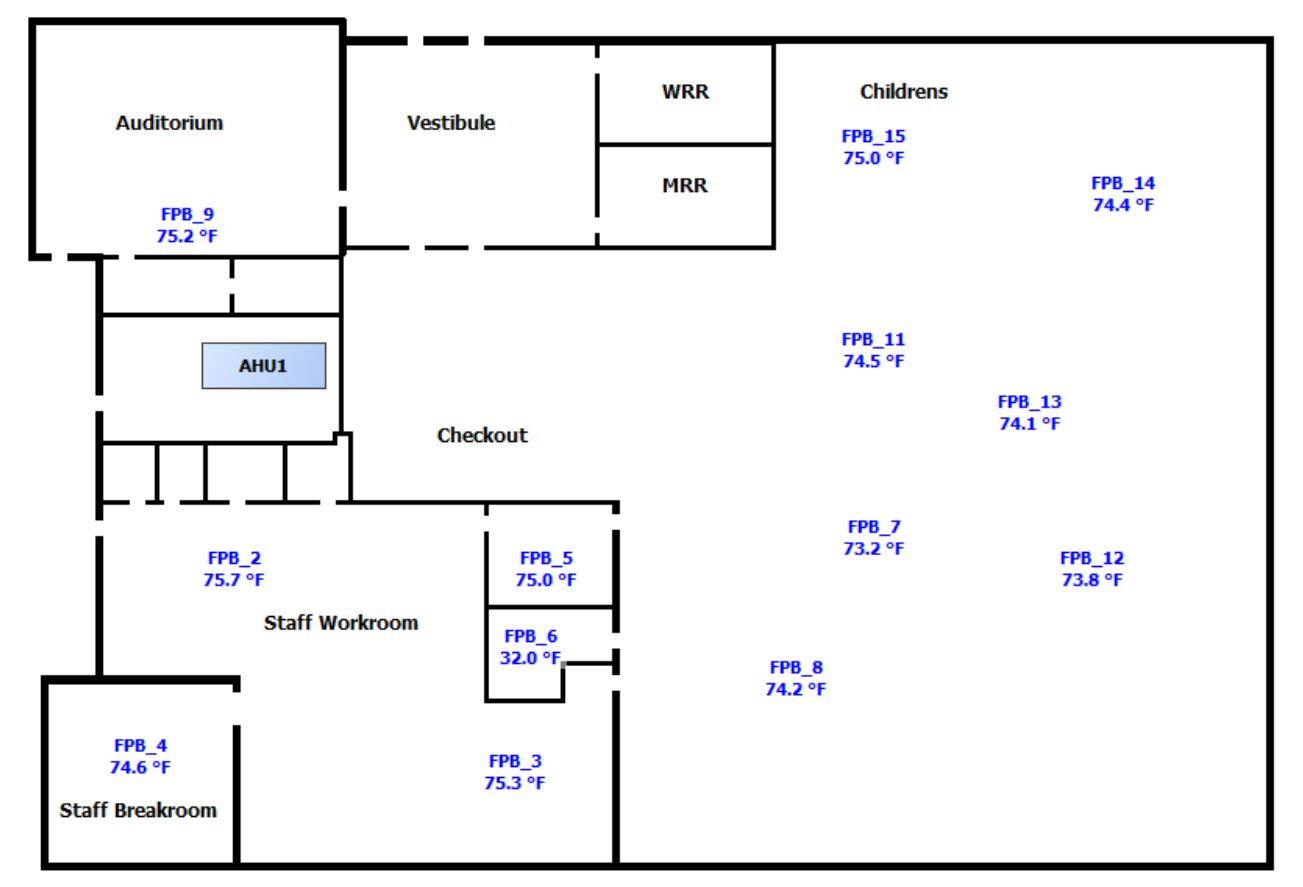 WRR
Childrens
Auditorium
Vestibule
FPB_15
75.0 °F
MRR
FPB_14
74.4 °F
FPB_9
75.2 °F
FPB_11
74.5 °F
AHU1
FPB_13
74.1 °F
Checkout
FPB_7
73.2 °F
FPB_2
75.7 °F
FPB_5
75.0 °F
FPB_12
73.8 °F
Staff Workroom
FPB_6
32.0 °F
FPB_8
74.2 °F
FPB_4
74.6 °F
FPB_3
75.3 °F
Staff Breakroom